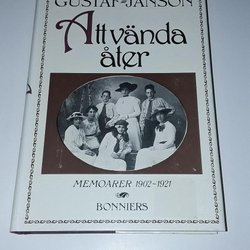 GUSTAF JANSON
Att vända
åter
MEMOARER 1902-1921
BONNIERS